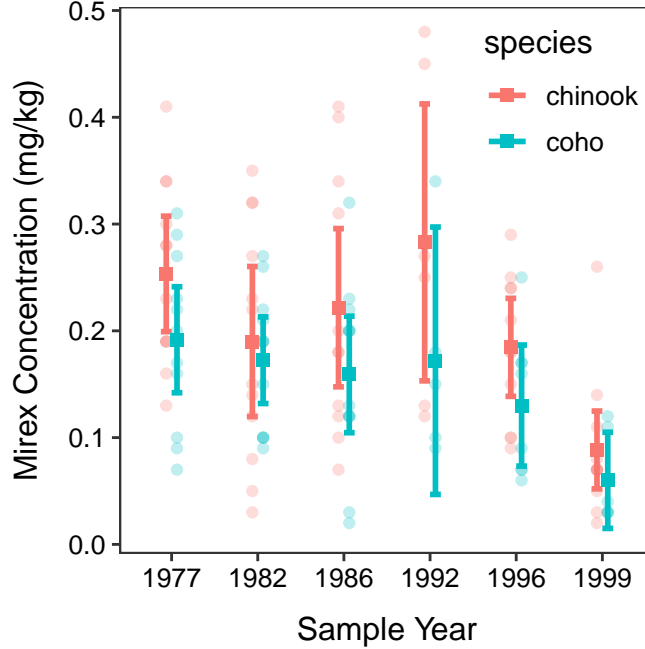 0.5
0.4
0.3
0.2
0.1
0.0
Mirex Concentration (mg/kg)
species
chinook
coho
1977 1982 1986 1992 1996 1999
Sample Year